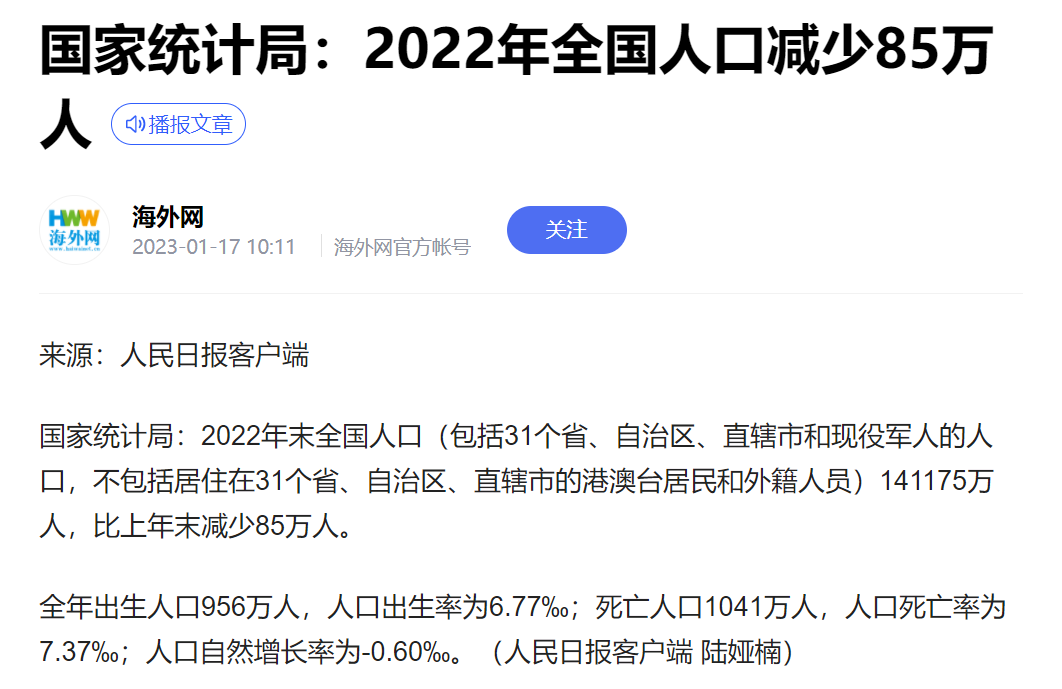 国家统计局：2022年全国人口减少85万
人 播报文章
HWW
海外网
www.haiwainet.cn
海外网
2023-01-17 10:11 海外网官方帐号
关注
来源：人民日报客户端
国家统计局：2022年末全国人口（包括31个省、自治区、直辖市和现役军人的人
口，不包括居住在31个省、自治区、直辖市的港澳台居民和外籍人员）141175万
人，比上年末减少85万人。
全年出生人口956万人，人口出生率为6.77‰；死亡人口1041万人，人口死亡率为
7.37‰；人口自然增长率为-0.60‰。（人民日报客户端 陆娅楠）